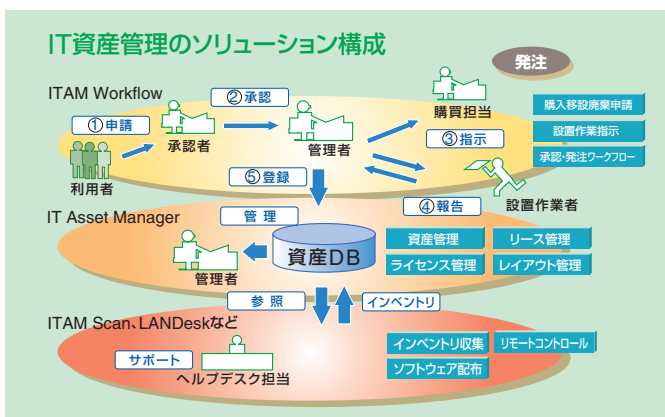 IT資産管理のソリューション構成
発注
ITAM Workflow
②承認
購買担当
購入移設廃棄申請
①申請
承認者
管理者
③指示
設置作業指示
承認・発注ワークフロー
利用者
⑤登録
④報告
設置作業者
IT Asset Manager
管理
資産DB
資産管理
リース管理
管理者
ライセンス管理
レイアウト管理
参照
インベントリ
ITAM Scan、LANDeskなど
サポート
ヘルプデスク担当
インベントリ収集
リモートコントロール
ソフトウェア配布